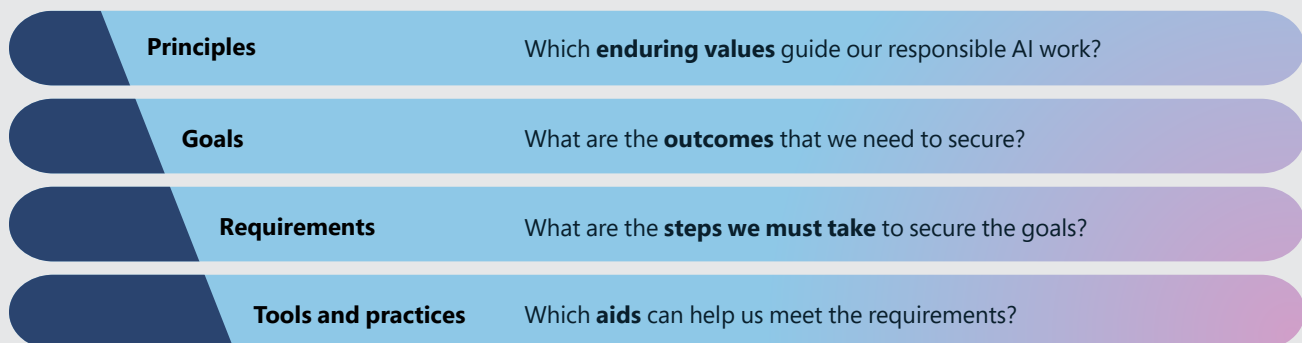 Principles Which enduring values guide our responsible AI work?
Goals What are the outcomes that we need to secure?
Requirements What are the steps we must take to secure the goals?
Tools and practices Which aids can help us meet the requirements?